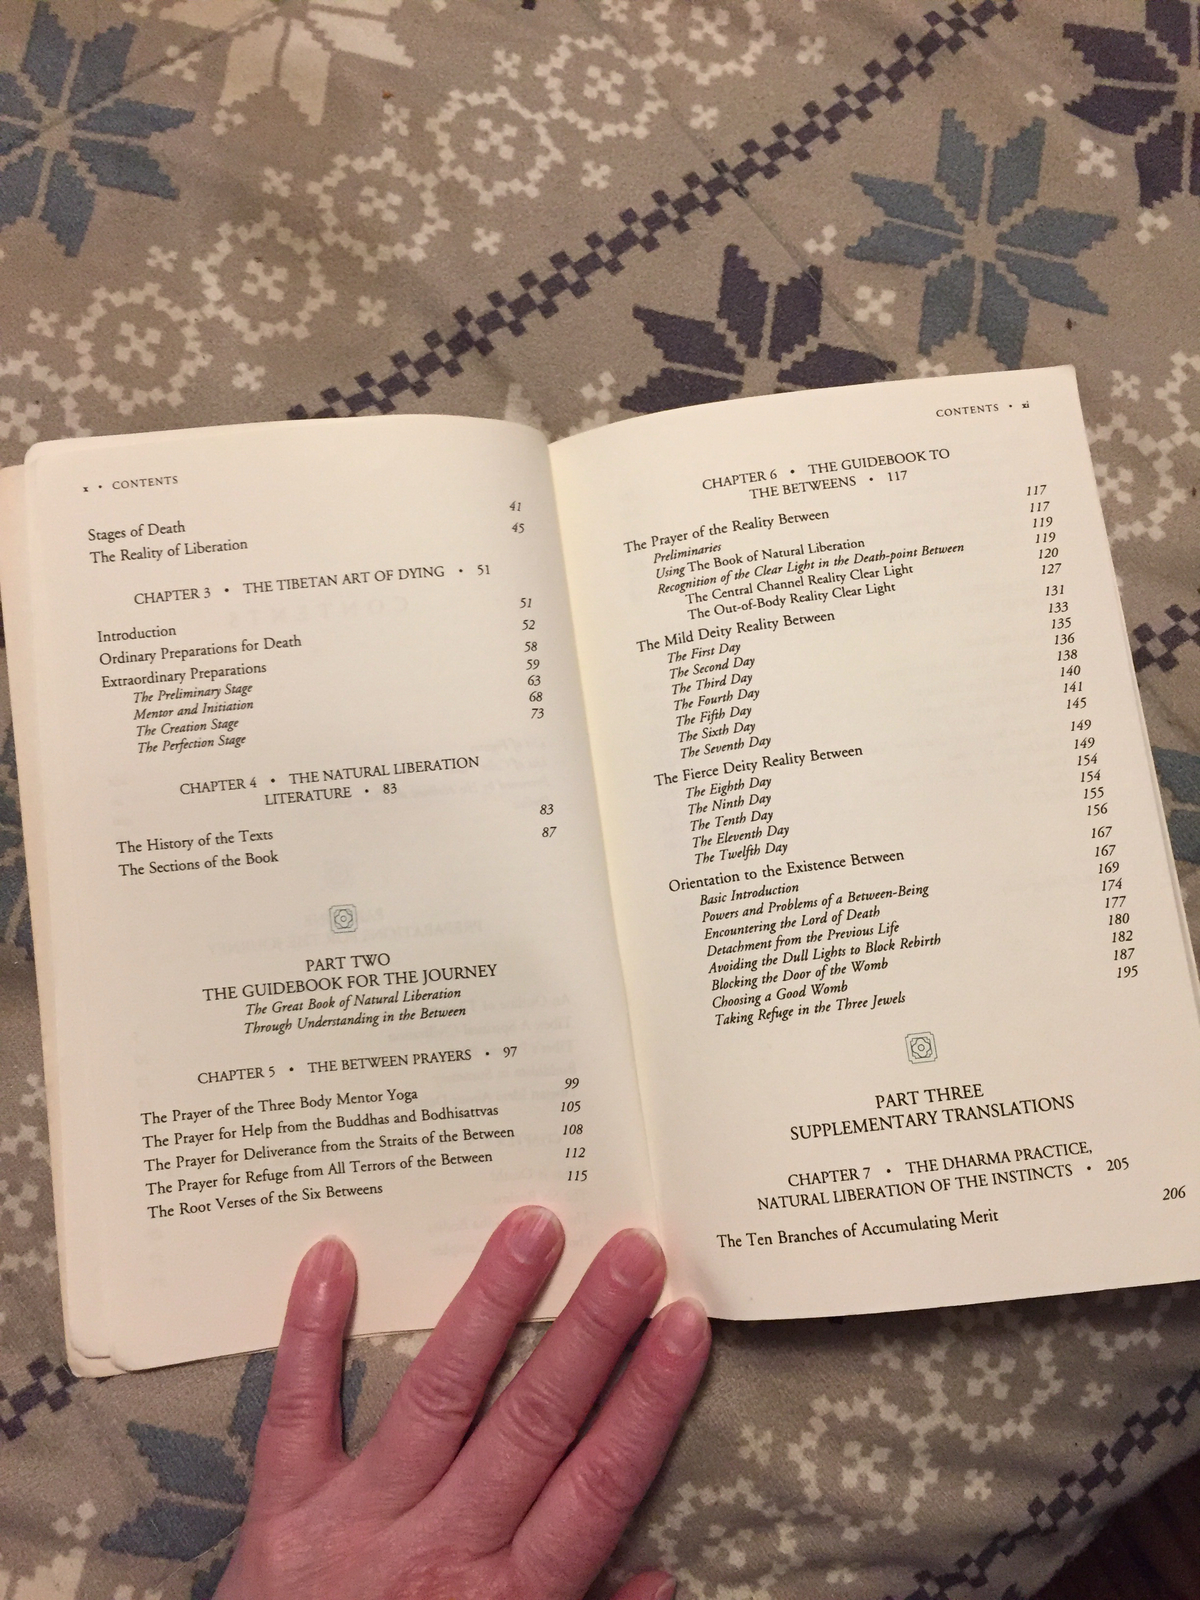 x • CONTENTS
Stages of Death 41
The Reality of Liberation 45
CHAPTER 3 • THE TIBETAN ART OF DYING • 51
Introduction 51
Ordinary Preparations for Death 52
Extraordinary Preparations 58
The Preliminary Stage 59
Mentor and Initiation 63
The Creation Stage 68
The Perfection Stage 73
CHAPTER 4 • THE NATURAL LIBERATION
LITERATURE • 83
The History of the Texts 83
The Sections of the Book 87
PART TWO
THE GUIDEBOOK FOR THE JOURNEY
The Great Book of Natural Liberation
Through Understanding in the Between
CHAPTER 5 • THE BETWEEN PRAYERS • 97
The Prayer of the Three Body Mentor Yoga 99
The Prayer for Help from the Buddhas and Bodhisattvas 105
The Prayer for Deliverance from the Straits of the Between 108
The Prayer for Refuge from All Terrors of the Between 112
The Root Verses of the Six Betweens 115
CONTENTS • xi
CHAPTER 6 • THE GUIDEBOOK TO
THE BETWEENS • 117
The Prayer of the Reality Between 117
Preliminaries 117
Using The Book of Natural Liberation 119
Recognition of the Clear Light in the Death-point Between 119
The Central Channel Reality Clear Light 120
The Out-of-Body Reality Clear Light 127
The Mild Deity Reality Between 131
The First Day 133
The Second Day 135
The Third Day 136
The Fourth Day 138
The Fifth Day 140
The Sixth Day 141
The Seventh Day 145
The Fierce Deity Reality Between 149
The Eighth Day 149
The Ninth Day 154
The Tenth Day 154
The Eleventh Day 155
The Twelfth Day 156
Orientation to the Existence Between 167
Basic Introduction 167
Powers and Problems of a Between-Being 169
Encountering the Lord of Death 174
Detachment from the Previous Life 177
Avoiding the Dull Lights to Block Rebirth 180
Blocking the Door of the Womb 182
Choosing a Good Womb 187
Taking Refuge in the Three Jewels 195
PART THREE
SUPPLEMENTARY TRANSLATIONS
CHAPTER 7 • THE DHARMA PRACTICE,
NATURAL LIBERATION OF THE INSTINCTS • 205
The Ten Branches of Accumulating Merit 206